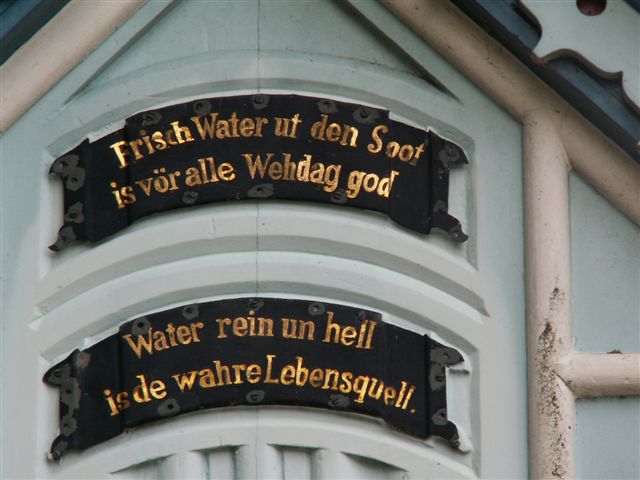 Frisch Water ut den Soot
is vör alle Wehdag god
Water rein un hell
is de wahre Lebensquell.